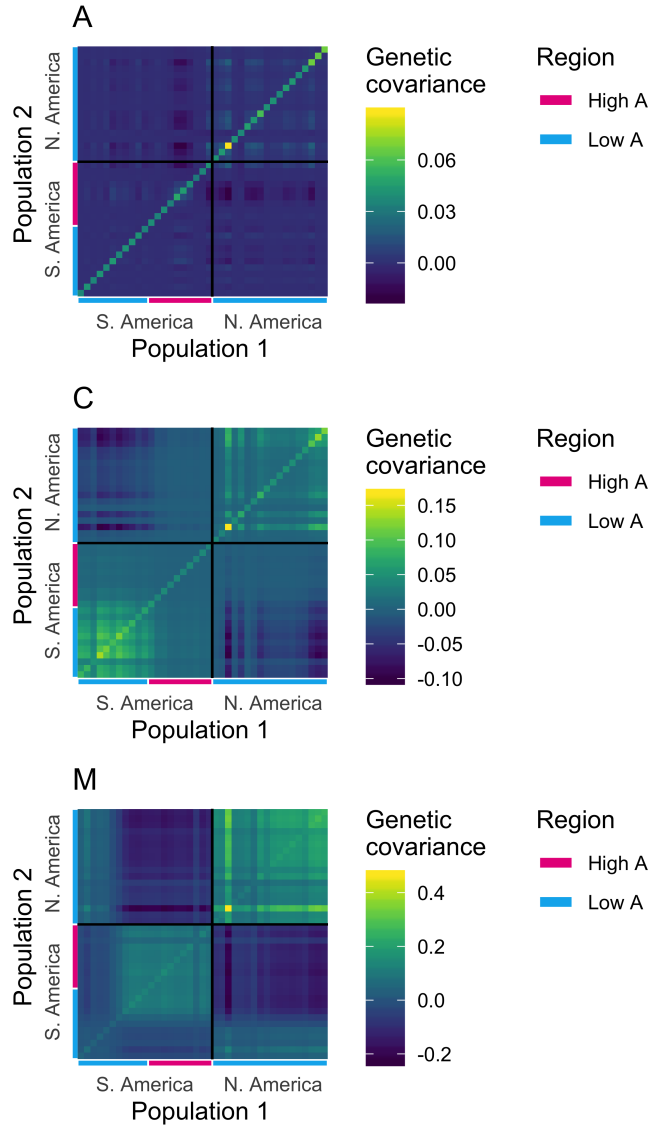 A
Population 2
N. America
S. America
S. America
N. America
Population 1
Genetic
covariance
0.06
0.03
0.00
Region
High A
Low A
C
Population 2
N. America
S. America
S. America
N. America
Population 1
Genetic
covariance
0.15
0.10
0.05
0.00
-0.05
-0.10
Region
High A
Low A
M
Population 2
N. America
S. America
S. America
N. America
Population 1
Genetic
covariance
0.4
0.2
0.0
-0.2
Region
High A
Low A